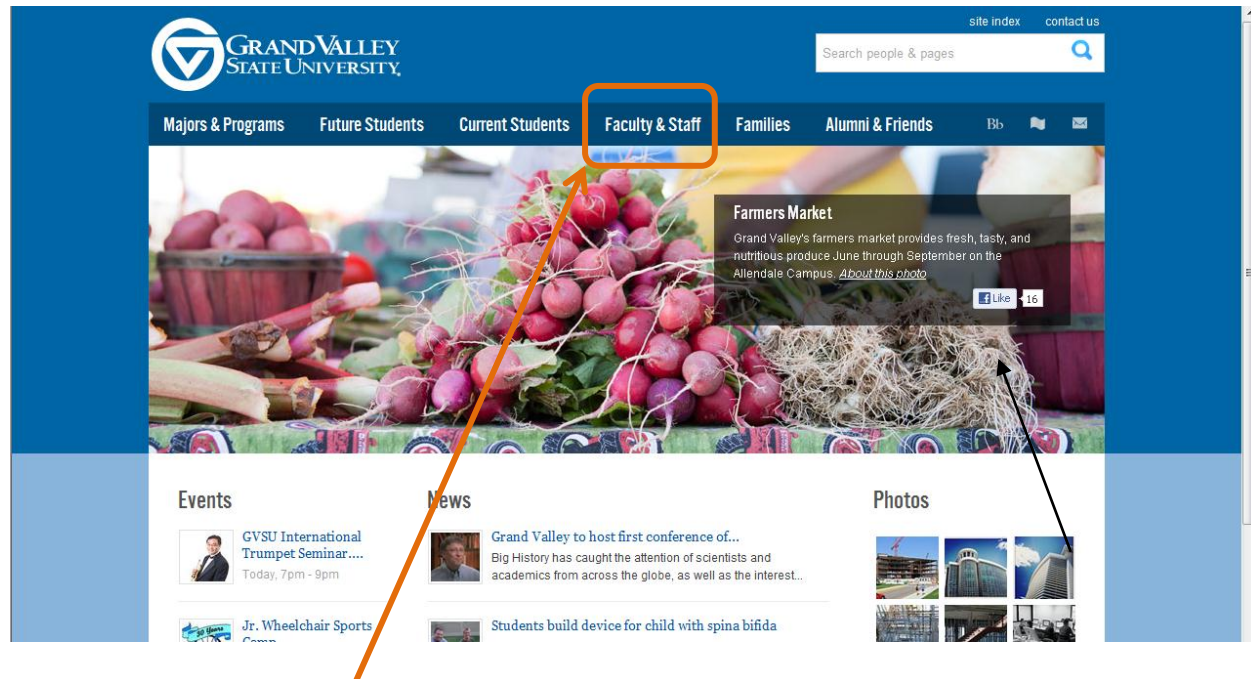 site index contact us
GRAND VALLEY
STATE UNIVERSITY
Search people & pages
Majors & Programs Future Students Current Students Faculty & Staff Families Alumni & Friends Bb
Farmers Market
Grand Valley's farmers market provides fresh, tasty, and
nutritious produce June through September on the
Allendale Campus. About this photo
Like 16
Events
GVSU International
Trumpet Seminar....
Today, 7pm - 9pm
Jr. Wheelchair Sports
Camp
News
Grand Valley to host first conference of...
Big History has caught the attention of scientists and
academics from across the globe, as well as the interest...
Students build device for child with spina bifida
Photos